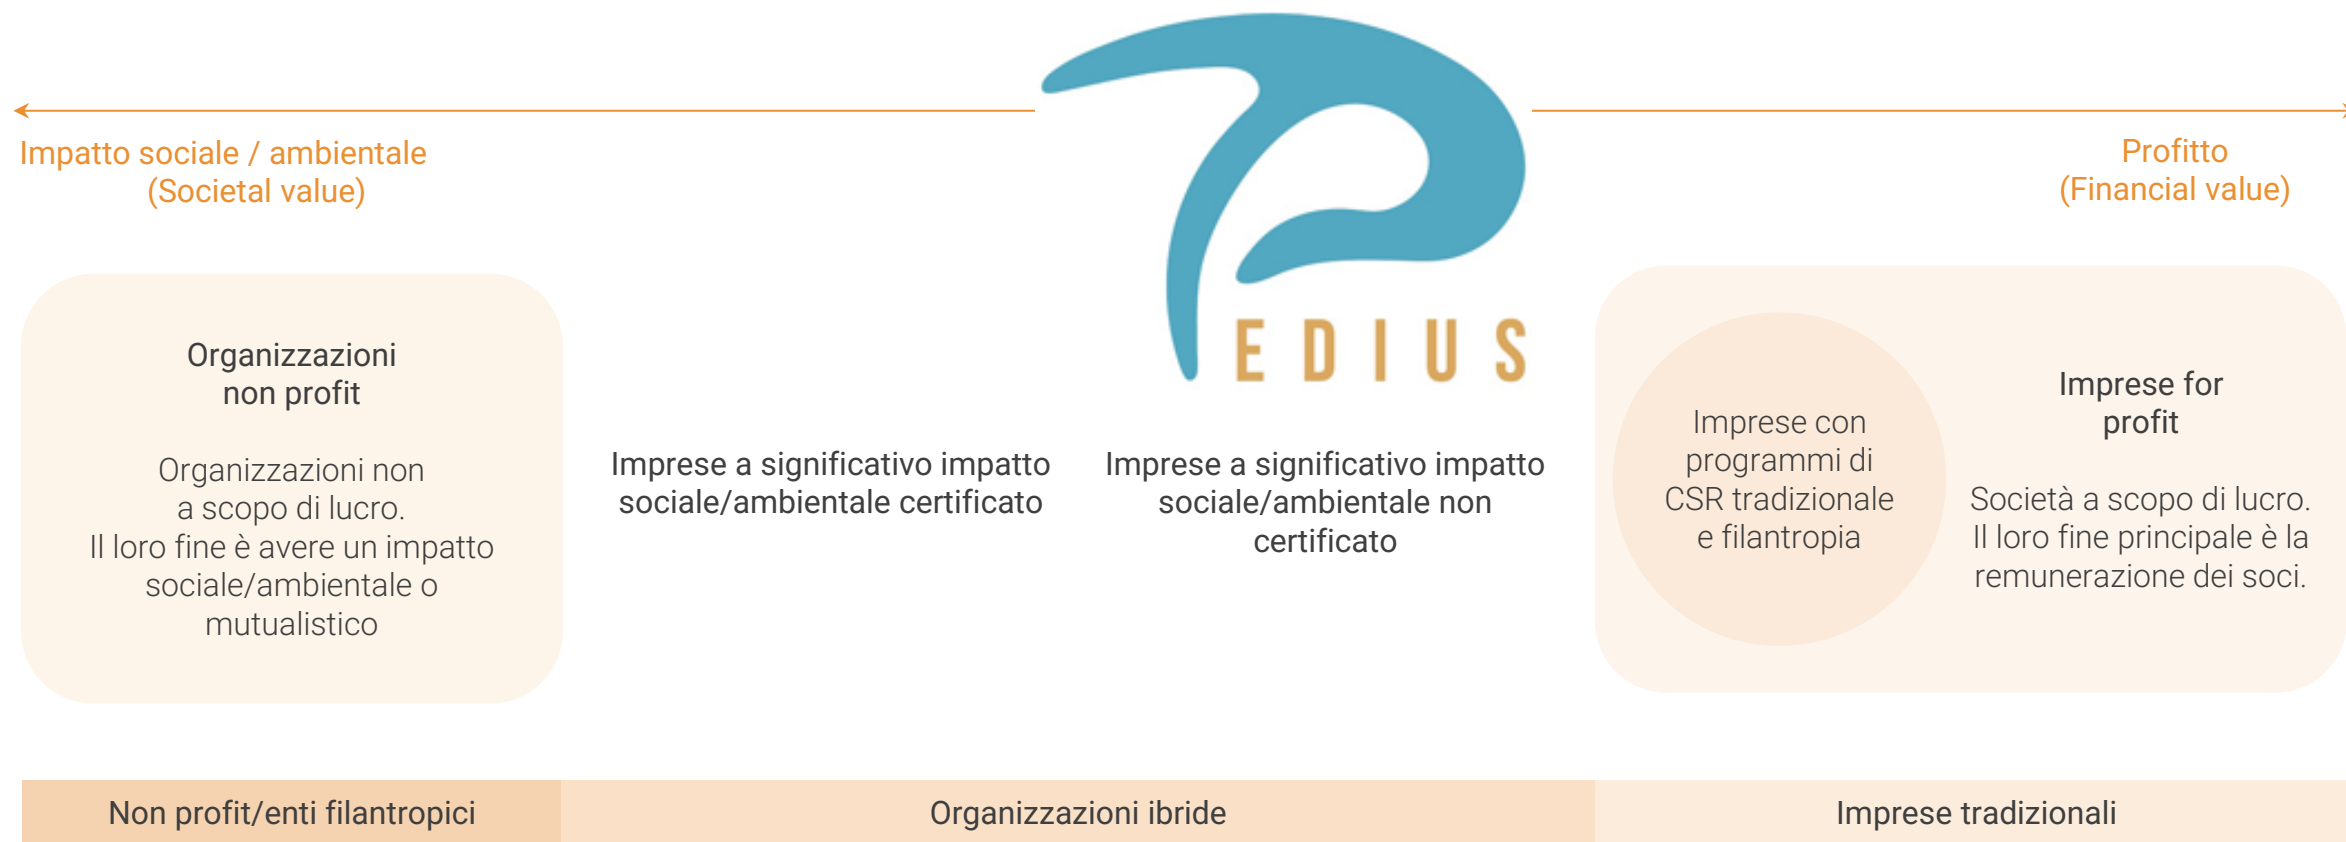 Impatto sociale / ambientale
(Societal value)
Profitto
(Financial value)
PEDIUS
Organizzazioni
non profit
Organizzazioni non
a scopo di lucro.
Il loro fine è avere un impatto
sociale/ambientale o
mutualistico
Imprese a significativo impatto
sociale/ambientale certificato
Imprese a significativo impatto
sociale/ambientale non
certificato
Imprese con
programmi di
CSR tradizionale
e filantropia
Imprese for
profit
Società a scopo di lucro.
Il loro fine principale è la
remunerazione dei soci.
Non profit/enti filantropici
Organizzazioni ibride
Imprese tradizionali